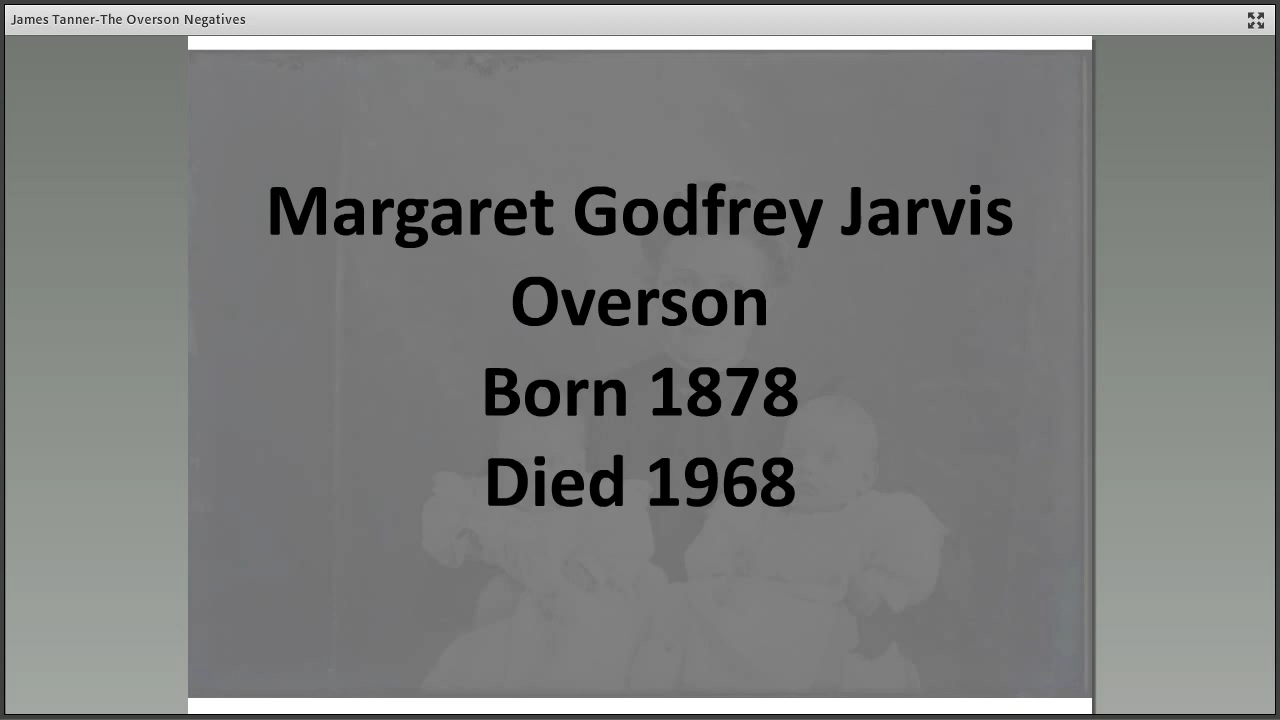 James Tanner-The Overson Negatives
Margaret Godfrey Jarvis
Overson
Born 1878
Died 1968